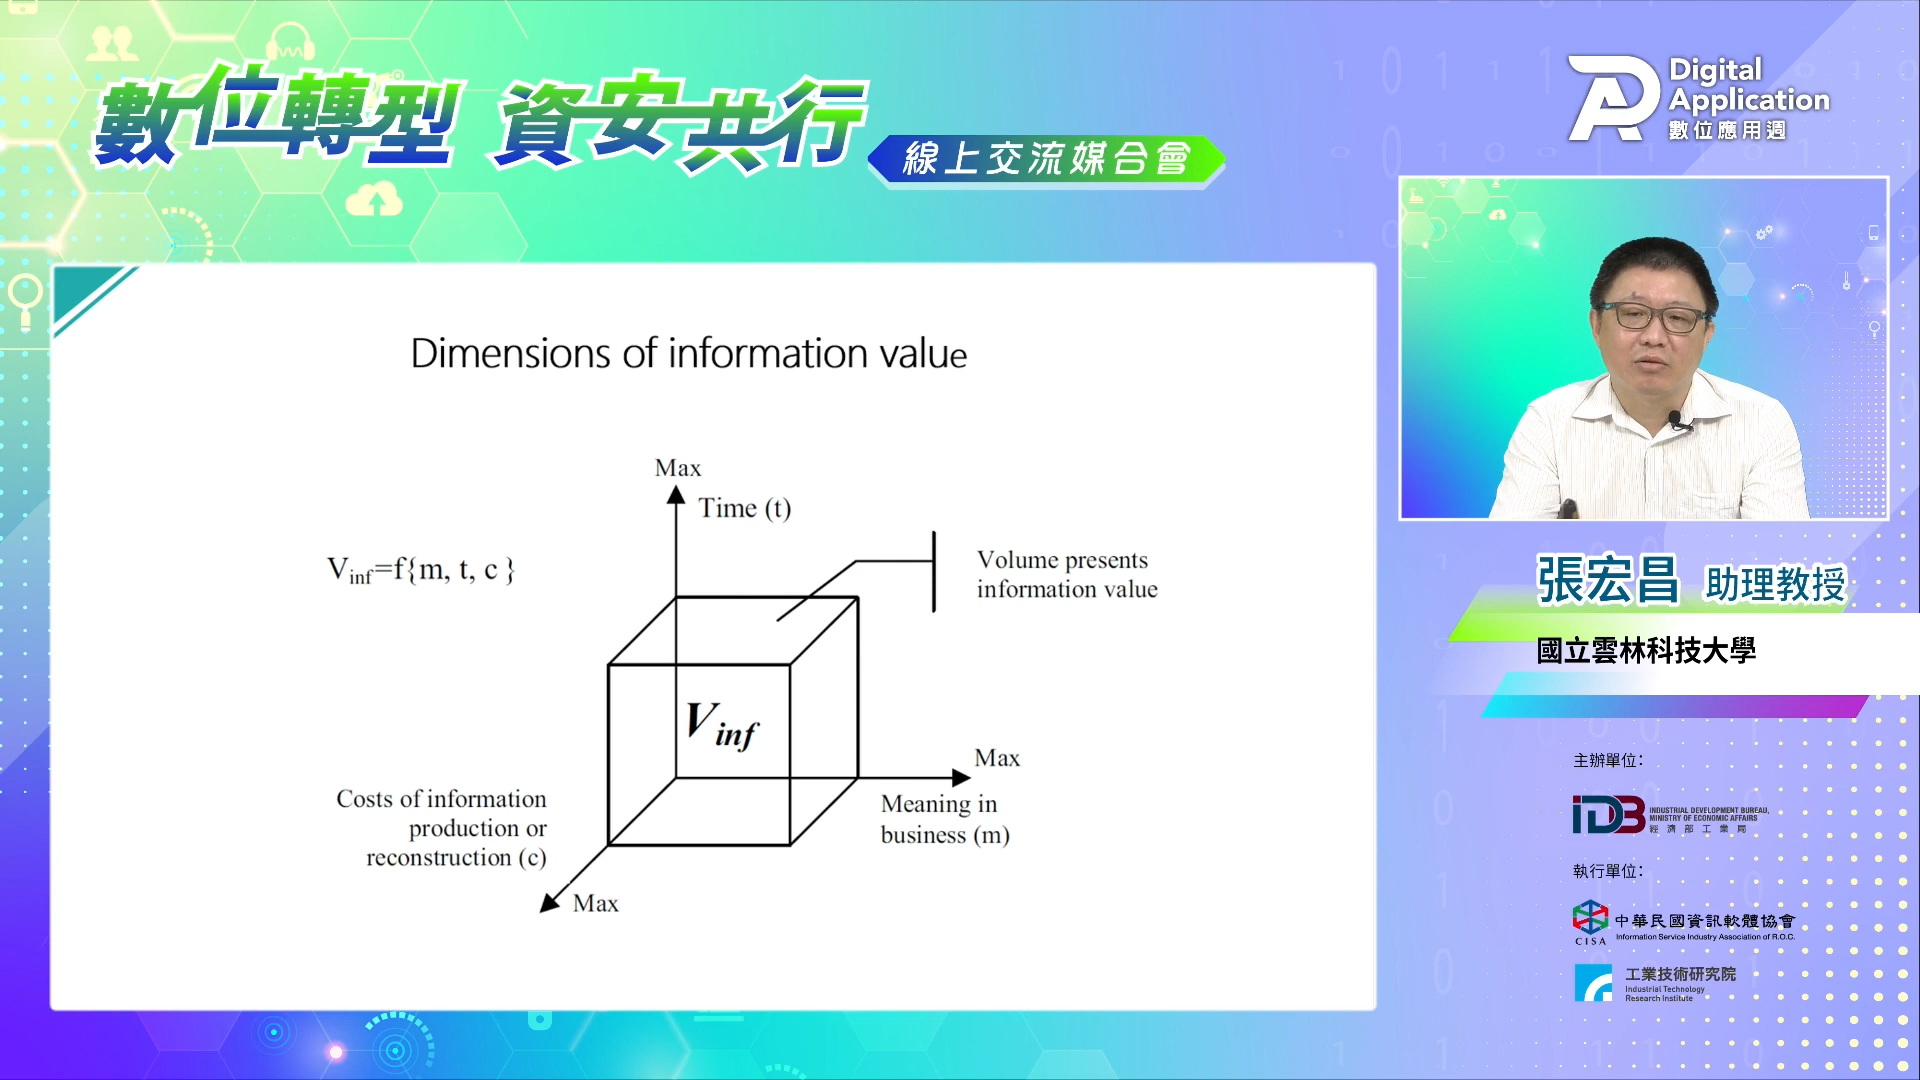 數位轉型 資安共行
線上交流媒合會
Digital
Application
數位應用週
Dimensions of information value
Max
Time (t)
V_inf=f{m, t, c }
Volume presents
information value
V_inf
Max
Meaning in
business (m)
Costs of information
production or
reconstruction (c)
Max
張宏昌 助理教授
國立雲林科技大學
主辦單位:
IDB
INDUSTRIAL DEVELOPMENT BUREAU,
MINISTRY OF ECONOMIC AFFAIRS
經濟部工業局
執行單位:
CISA
中華民國資訊軟體協會
Information Service Industry Association of R.O.C.
工業技術研究院
Industrial Technology
Research Institute